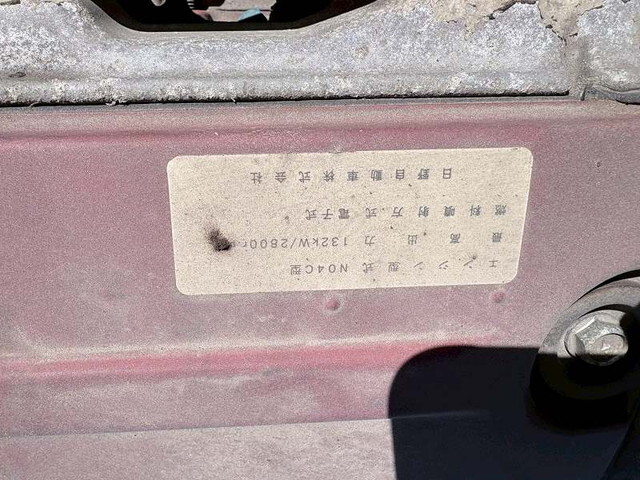 エンジン型式 N04C型
最高出力 132kW/2800r
燃料噴射方式 電子式
日野自動車株式会社